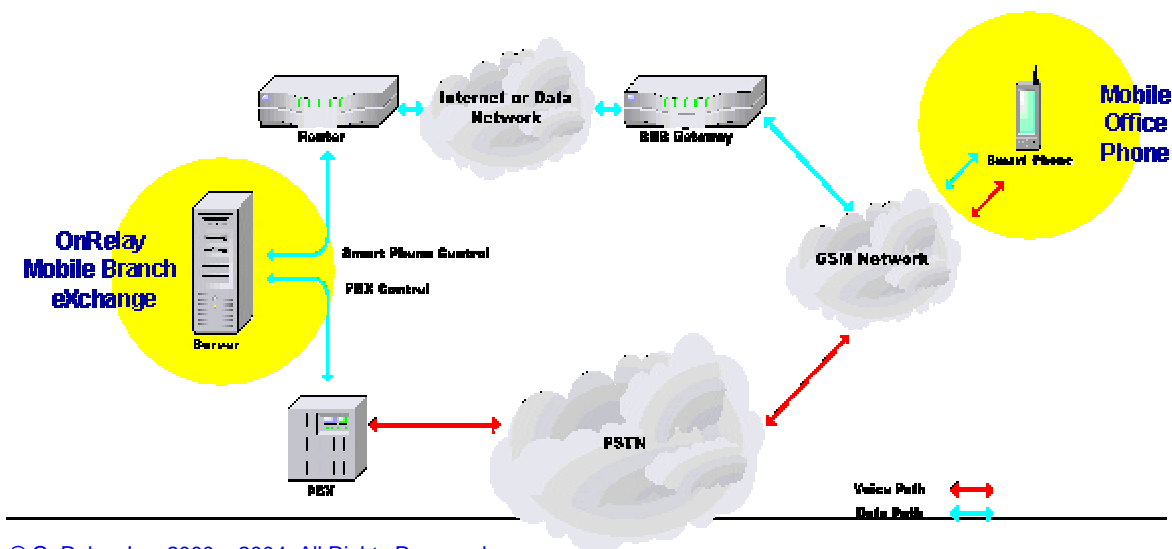 Internet or Data
Network
Router
SMS Gateway
Mobile
Office
Phone
Smart Phone
OnRelay
Mobile Branch
eXchange
Smart Phone Control
PBX Control
GSM Network
Server
PSTN
PBX
Voice Path
Data Path